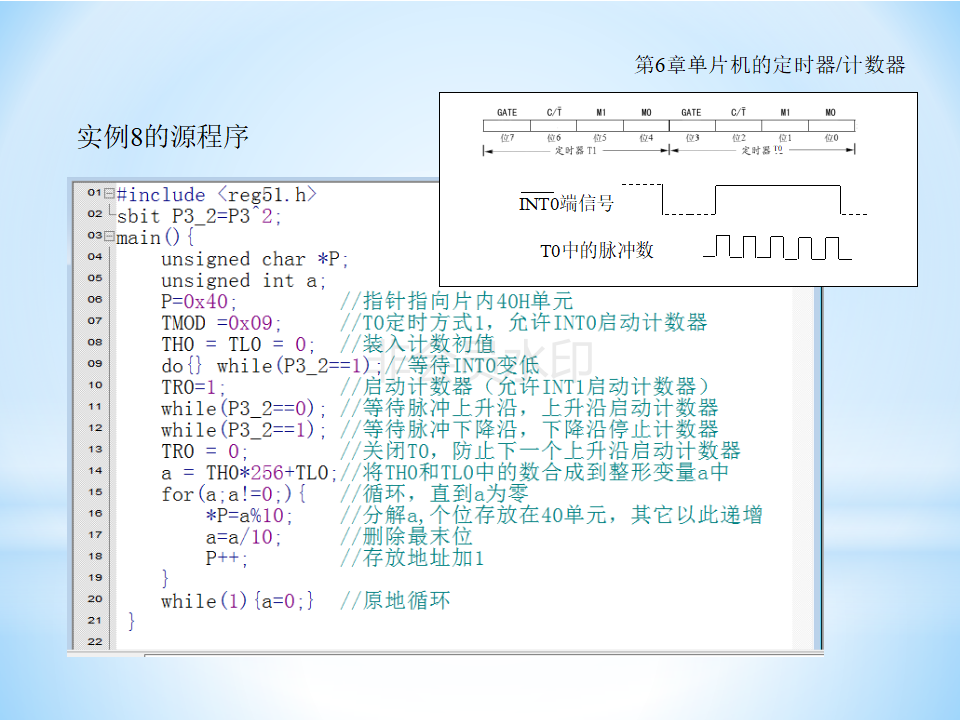 第6章单片机的定时器/计数器
实例8的源程序
GATE C/T̄ M1 M0 GATE C/T̄ M1 M0
位7 位6 位5 位4 位3 位2 位1 位0
定时器T1 定时器T0
INT0端信号
T0中的脉冲数
01 #include <reg51.h>
02 sbit P3_2=P3^2;
03 main(){
04 unsigned char *P;
05 unsigned int a;
06 P=0x40; //指针指向片内40H单元
07 TMOD =0x09; //T0定时方式1，允许INT0启动计数器
08 TH0 = TL0 = 0; //装入计数初值
09 do{} while(P3_2==1);//等待INT0变低
10 TR0=1; //启动计数器（允许INT1启动计数器）
11 while(P3_2==0); //等待脉冲上升沿，上升沿启动计数器
12 while(P3_2==1); //等待脉冲下降沿，下降沿停止计数器
13 TR0 = 0; //关闭T0，防止下一个上升沿启动计数器
14 a = TH0*256+TL0;//将TH0和TL0中的数合成到整形变量a中
15 for(a;a!=0;){ //循环，直到a为零
16 *P=a%10; //分解a,个位存放在40单元，其它以此递增
17 a=a/10; //删除最末位
18 P++; //存放地址加1
19 }
20 while(1){a=0;} //原地循环
21 }
22